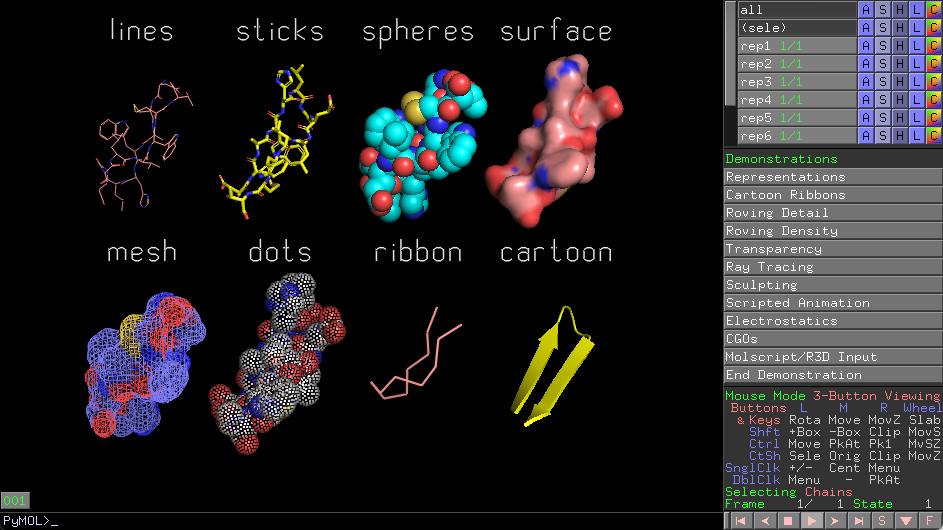 lines sticks spheres surface
mesh dots ribbon cartoon
001
PyMOL>_
all A S H L C
(sele) A S H L C
rep1 1/1 A S H L C
rep2 1/1 A S H L C
rep3 1/1 A S H L C
rep4 1/1 A S H L C
rep5 1/1 A S H L C
rep6 1/1 A S H L C
Demonstrations
Representations
Cartoon Ribbons
Roving Detail
Roving Density
Transparency
Ray Tracing
Sculpting
Scripted Animation
Electrostatics
CGOs
Molscript/R3D Input
End Demonstration
Mouse Mode 3-Button Viewing
Buttons L M R Wheel
& Keys Rota Move MovZ Slab
Shft +Box -Box Clip MovS
Ctrl Move PkAt Pk1 MvSZ
CtSh Sele Orig Clip MovZ
SnglClk +/- Cent Menu
DblClk Menu - PkAt
Selecting Chains
Frame 1/ 1 State 1
S F